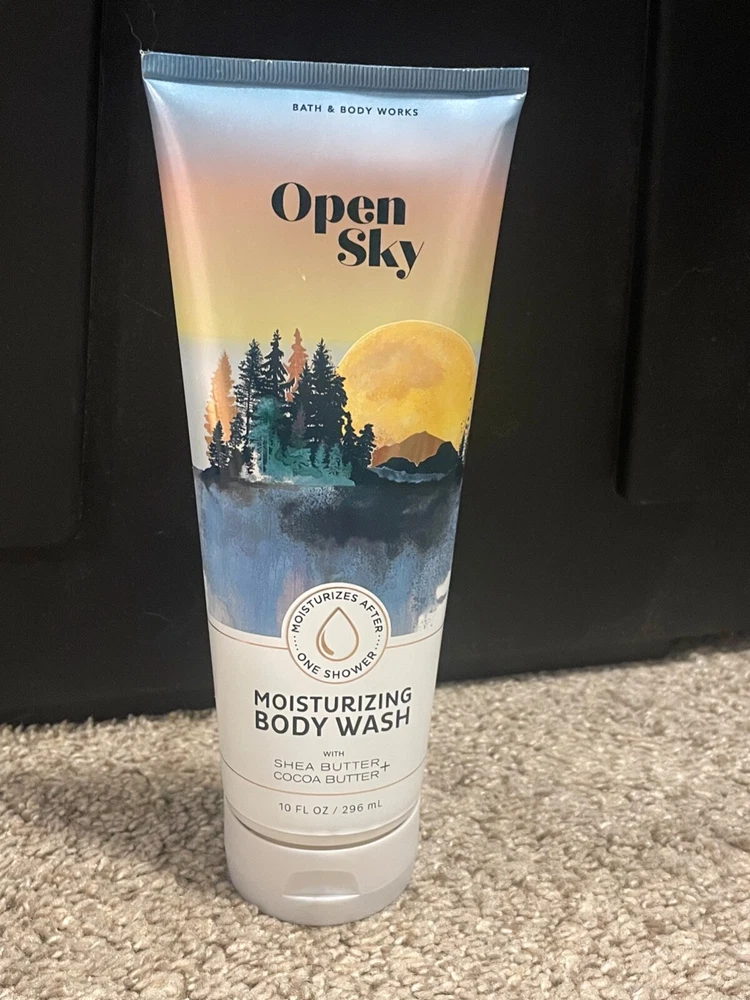 BATH & BODY WORKS
Open
Sky
MOISTURIZES AFTER
ONE SHOWER
MOISTURIZING
BODY WASH
WITH
SHEA BUTTER+
COCOA BUTTER
10 FL OZ / 296 mL